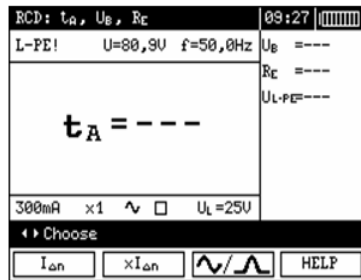 RCD: tA, UB, RE 09:27
L-PE! U=80,9V f=50,0Hz
UB =---
RE =---
UL-PE=---
tA=---
300mA x1 UL=25V
Choose
IΔn xIΔn HELP